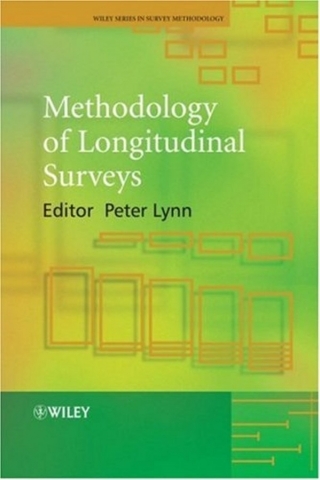 WILEY SERIES IN SURVEY METHODOLOGY
Methodology
of Longitudinal
Surveys
Editor Peter Lynn
WILEY